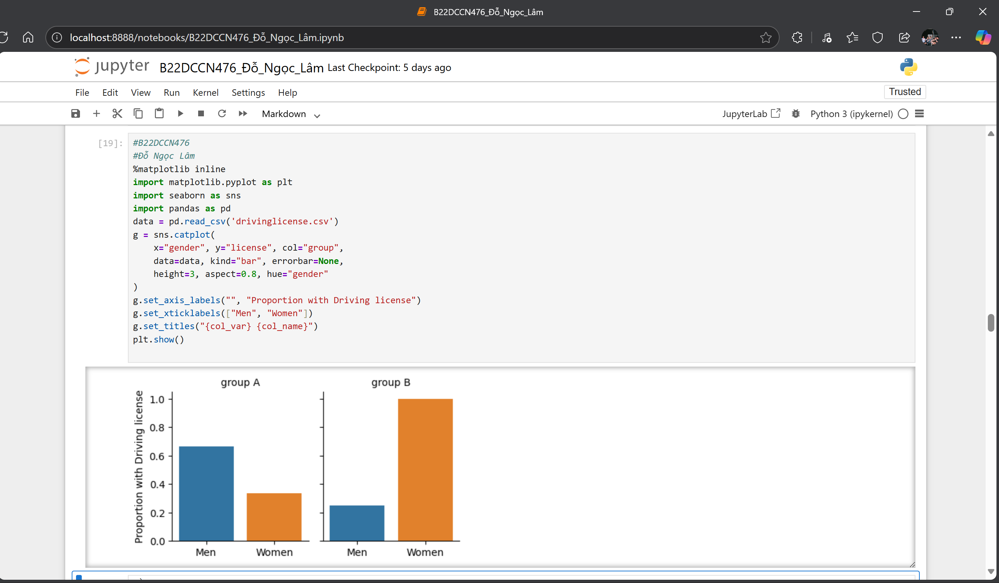 B22DCCN476_Đỗ_Ngọc_Lâm
localhost:8888/notebooks/B22DCCN476_Đỗ_Ngọc_Lâm.ipynb
jupyter B22DCCN476_Đỗ_Ngọc_Lâm Last Checkpoint: 5 days ago
File Edit View Run Kernel Settings Help Trusted
Markdown JupyterLab Python 3 (ipykernel)
[19]: #B22DCCN476
#Đỗ Ngọc Lâm
%matplotlib inline
import matplotlib.pyplot as plt
import seaborn as sns
import pandas as pd
data = pd.read_csv('drivinglicense.csv')
g = sns.catplot(
    x="gender", y="license", col="group",
    data=data, kind="bar", errorbar=None,
    height=3, aspect=0.8, hue="gender"
)
g.set_axis_labels("", "Proportion with Driving license")
g.set_xticklabels(["Men", "Women"])
g.set_titles("{col_var} {col_name}")
plt.show()
group A group B
Proportion with Driving license
1.0
0.8
0.6
0.4
0.2
0.0
Men Women Men Women